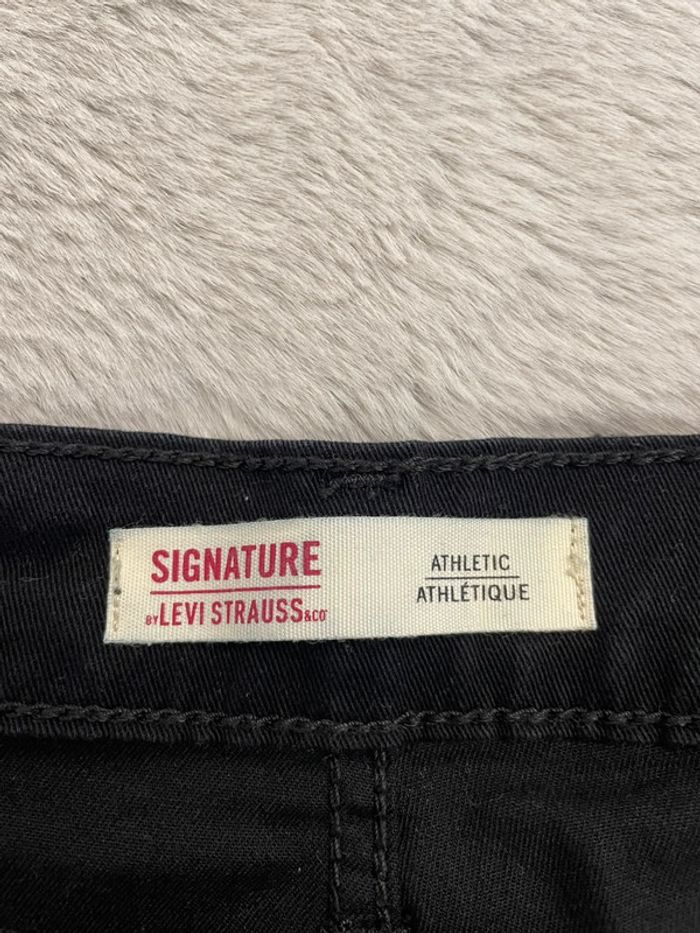 SIGNATURE
BY LEVI STRAUSS &CO
ATHLETIC
ATHLÉTIQUE